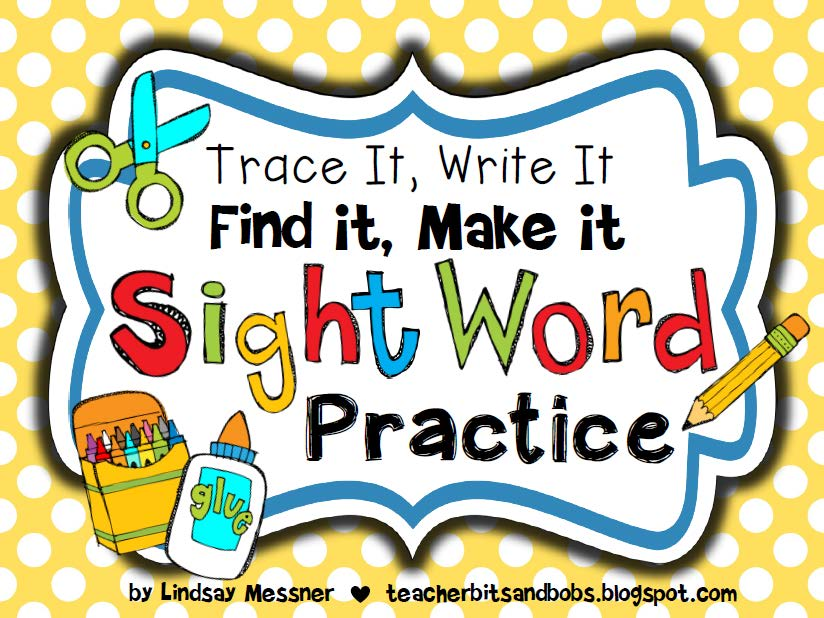 Trace It, Write It
Find it, Make it
Sight Word
Practice
glue
by Lindsay Messner ♥ teacherbitsandbobs.blogspot.com